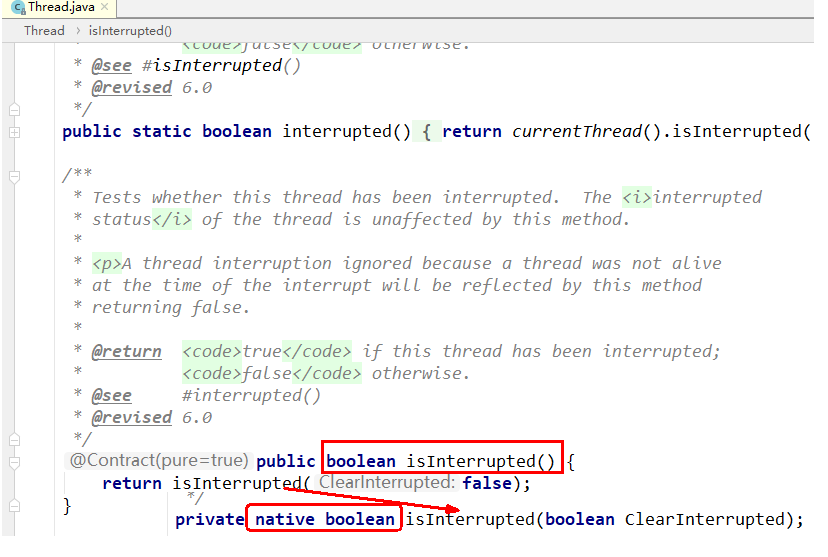 Thread.java ×
Thread › isInterrupted()
<code>false</code> otherwise.
* @see #isInterrupted()
* @revised 6.0
*/
public static boolean interrupted() { return currentThread().isInterrupted(
/**
* Tests whether this thread has been interrupted.  The <i>interrupted
* status</i> of the thread is unaffected by this method.
*
* <p>A thread interruption ignored because a thread was not alive
* at the time of the interrupt will be reflected by this method
* returning false.
*
* @return  <code>true</code> if this thread has been interrupted;
*          <code>false</code> otherwise.
* @see     #interrupted()
* @revised 6.0
*/
@Contract(pure=true) public boolean isInterrupted() {
return isInterrupted( ClearInterrupted: false);
*/
}
private native boolean isInterrupted(boolean ClearInterrupted);